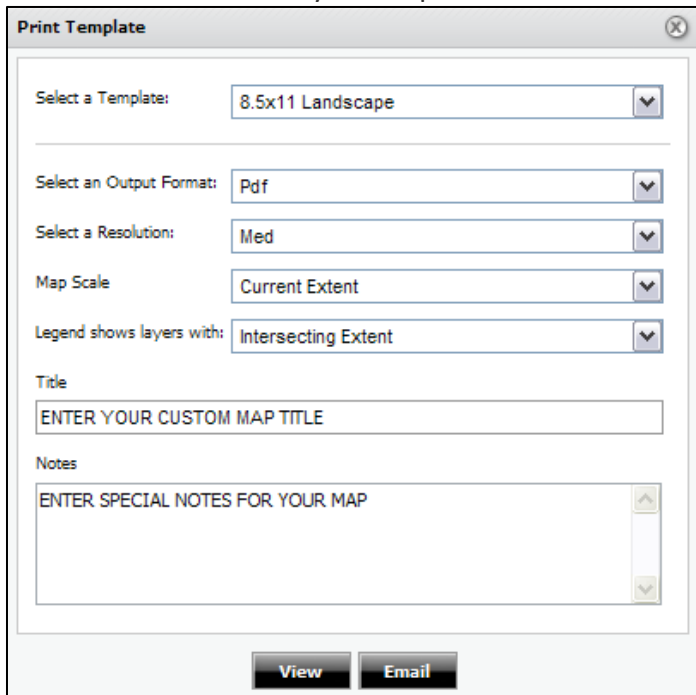 Print Template
Select a Template: 8.5x11 Landscape
Select an Output Format: Pdf
Select a Resolution: Med
Map Scale Current Extent
Legend shows layers with: Intersecting Extent
Title
ENTER YOUR CUSTOM MAP TITLE
Notes
ENTER SPECIAL NOTES FOR YOUR MAP
View Email